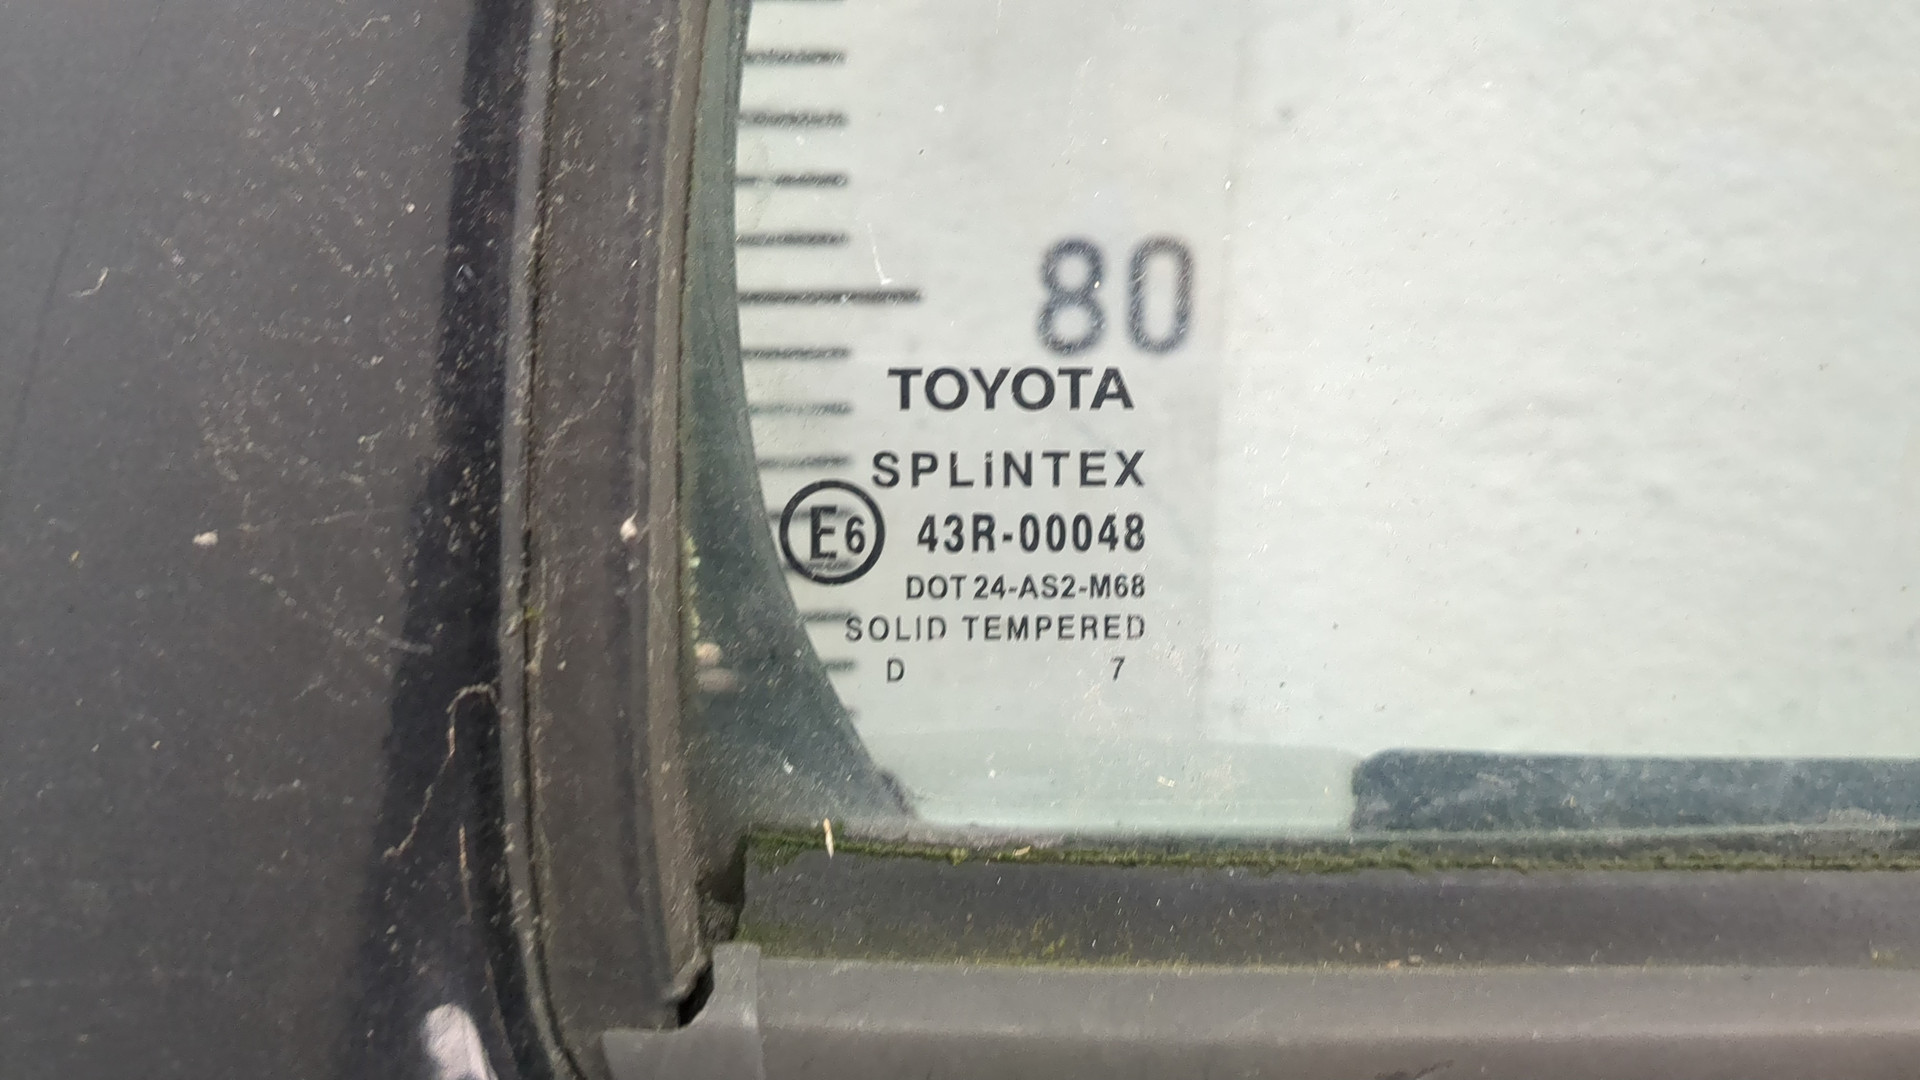 80
TOYOTA
SPLiNTEX
E6 43R-00048
DOT 24-AS2-M68
SOLID TEMPERED
D 7